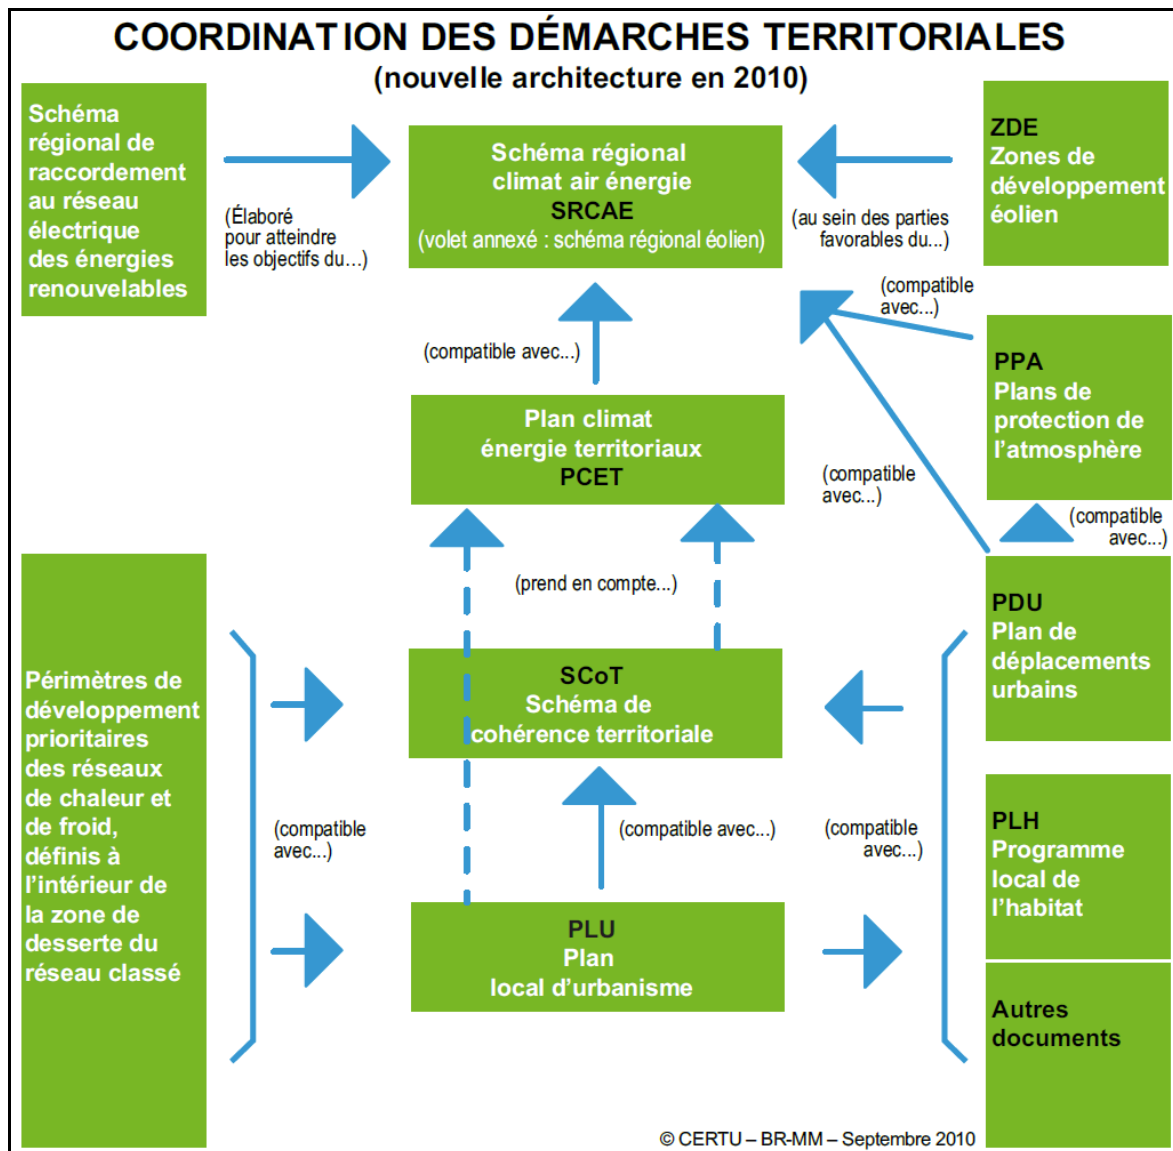 COORDINATION DES DÉMARCHES TERRITORIALES
(nouvelle architecture en 2010)
Schéma
régional de
raccordement
au réseau
électrique
des énergies
renouvelables
(Élaboré
pour atteindre
les objectifs du...)
Schéma régional
climat air énergie
SRCAE
(volet annexé : schéma régional éolien)
(au sein des parties
favorables du...)
ZDE
Zones de
développement
éolien
(compatible
avec...)
(compatible avec...)
PPA
Plans de
protection de
l'atmosphère
Plan climat
énergie territoriaux
PCET
(compatible
avec...)
(compatible
avec...)
(prend en compte...)
PDU
Plan de
déplacements
urbains
SCoT
Schéma de
cohérence territoriale
Périmètres de
développement
prioritaires
des réseaux
de chaleur et
de froid,
définis à
l'intérieur de
la zone de
desserte du
réseau classé
(compatible
avec...)
(compatible avec...)
(compatible
avec...)
PLH
Programme
local de
l'habitat
PLU
Plan
local d'urbanisme
Autres
documents
© CERTU – BR-MM – Septembre 2010